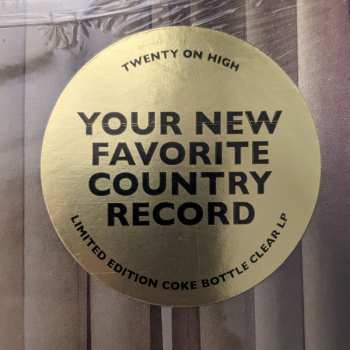 TWENTY ON HIGH
YOUR NEW
FAVORITE
COUNTRY
RECORD
LIMITED EDITION COKE BOTTLE CLEAR LP